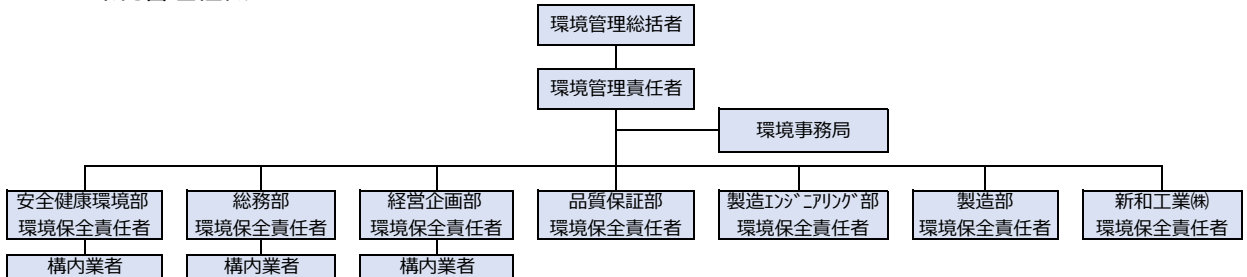 環境管理総括者
環境管理責任者
環境事務局
安全健康環境部
環境保全責任者
総務部
環境保全責任者
経営企画部
環境保全責任者
品質保証部
環境保全責任者
製造ｴﾝｼﾞﾆｱﾘﾝｸﾞ部
環境保全責任者
製造部
環境保全責任者
新和工業㈱
環境保全責任者
構内業者
構内業者
構内業者